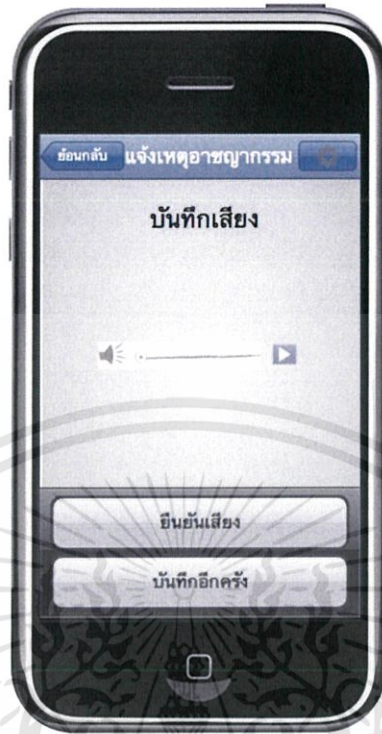 ย้อนกลับ แจ้งเหตุอาชญากรรม
บันทึกเสียง
ยืนยันเสียง
บันทึกอีกครั้ง